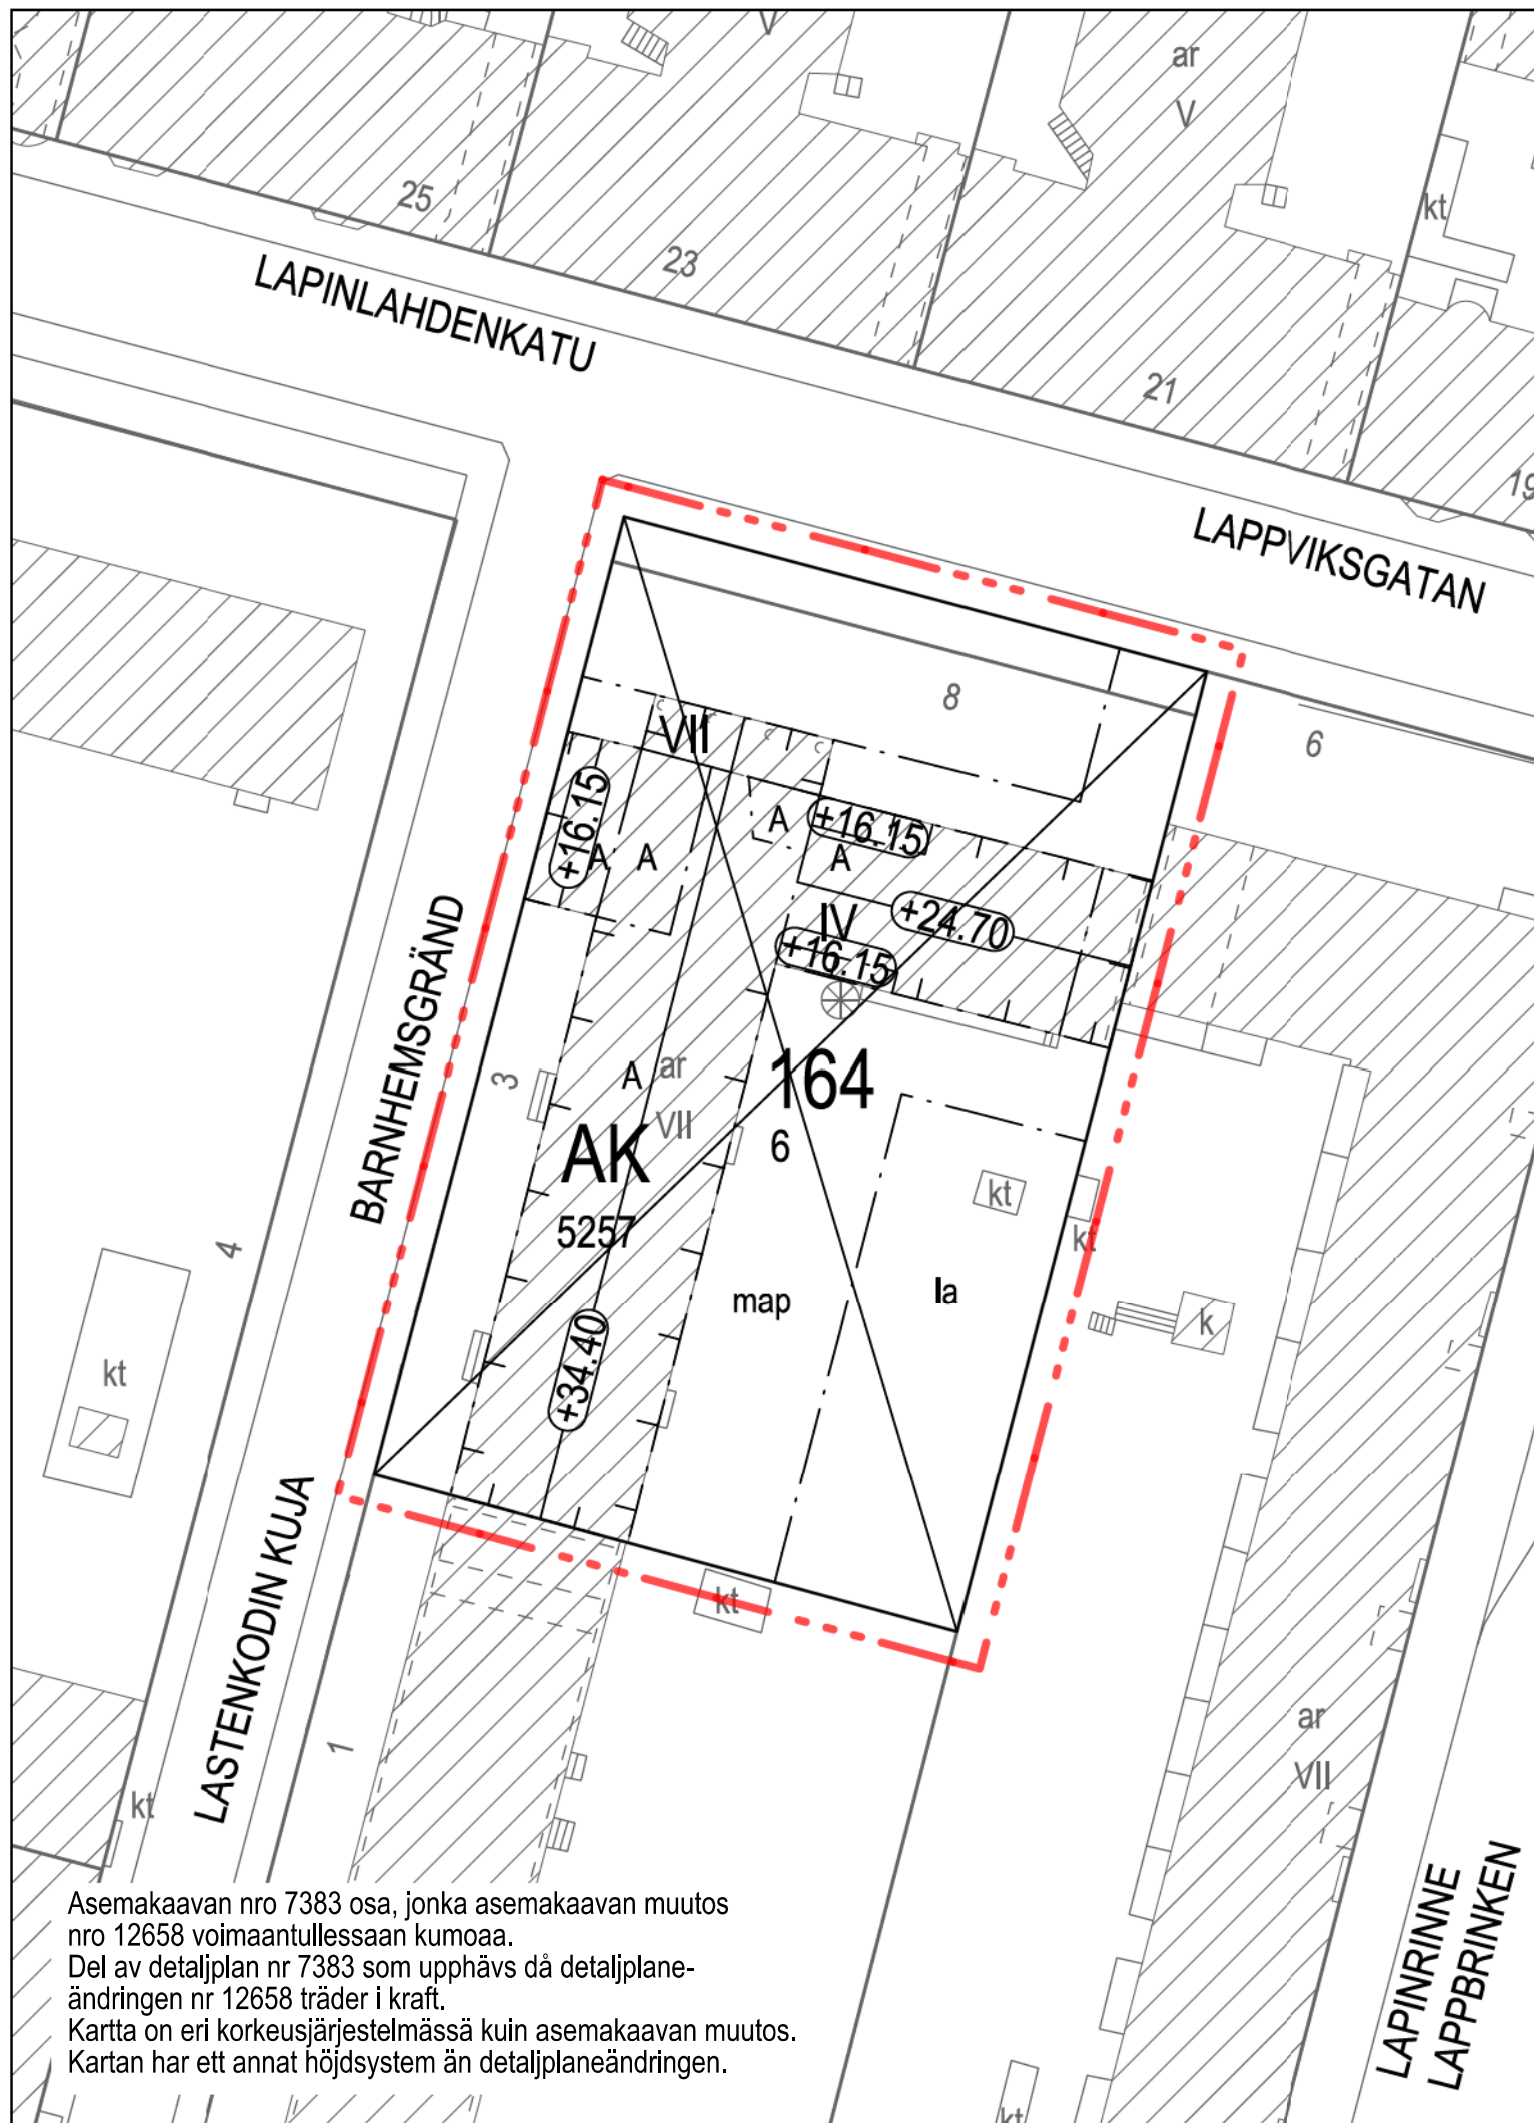 V
ar
V
25
kt
23
LAPINLAHDENKATU
21
19
LAPPVIKSGATAN
8
6
VII
+16.15
A
+16.15
A
A
A
IV
+24.70
+16.15
BARNHEMSGRÄND
3
164
A
ar
VII
6
AK
kt
5257
kt
4
map
la
k
+34.40
kt
LASTENKODIN KUJA
kt
1
ar
VII
kt
Asemakaavan nro 7383 osa, jonka asemakaavan muutos
nro 12658 voimaantullessaan kumoaa.
Del av detaljplan nr 7383 som upphävs då detaljplane-
ändringen nr 12658 träder i kraft.
Kartta on eri korkeusjärjestelmässä kuin asemakaavan muutos.
Kartan har ett annat höjdsystem än detaljplaneändringen.
LAPINRINNE
LAPPBRINKEN
kt